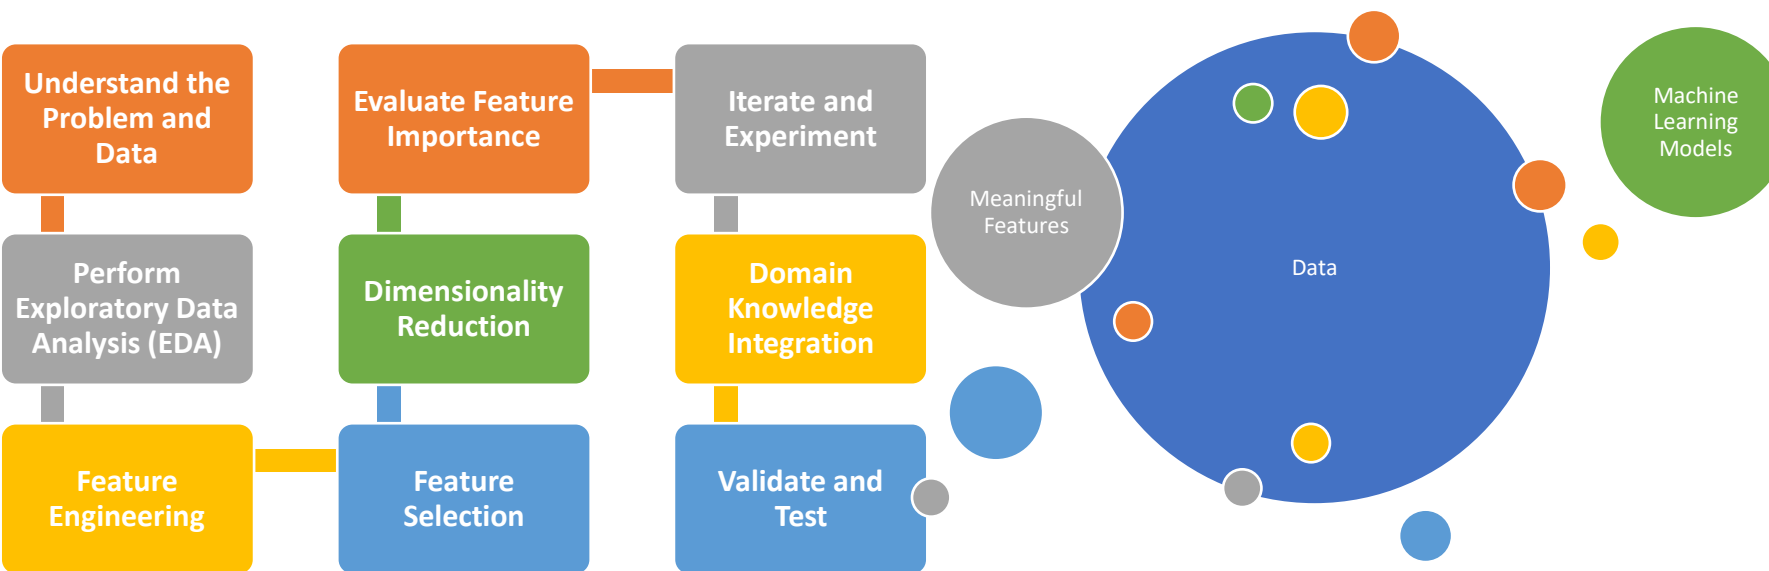 Understand the
Problem and
Data
Perform
Exploratory Data
Analysis (EDA)
Feature
Engineering
Feature
Selection
Dimensionality
Reduction
Evaluate Feature
Importance
Iterate and
Experiment
Domain
Knowledge
Integration
Validate and
Test
Meaningful
Features
Data
Machine
Learning
Models